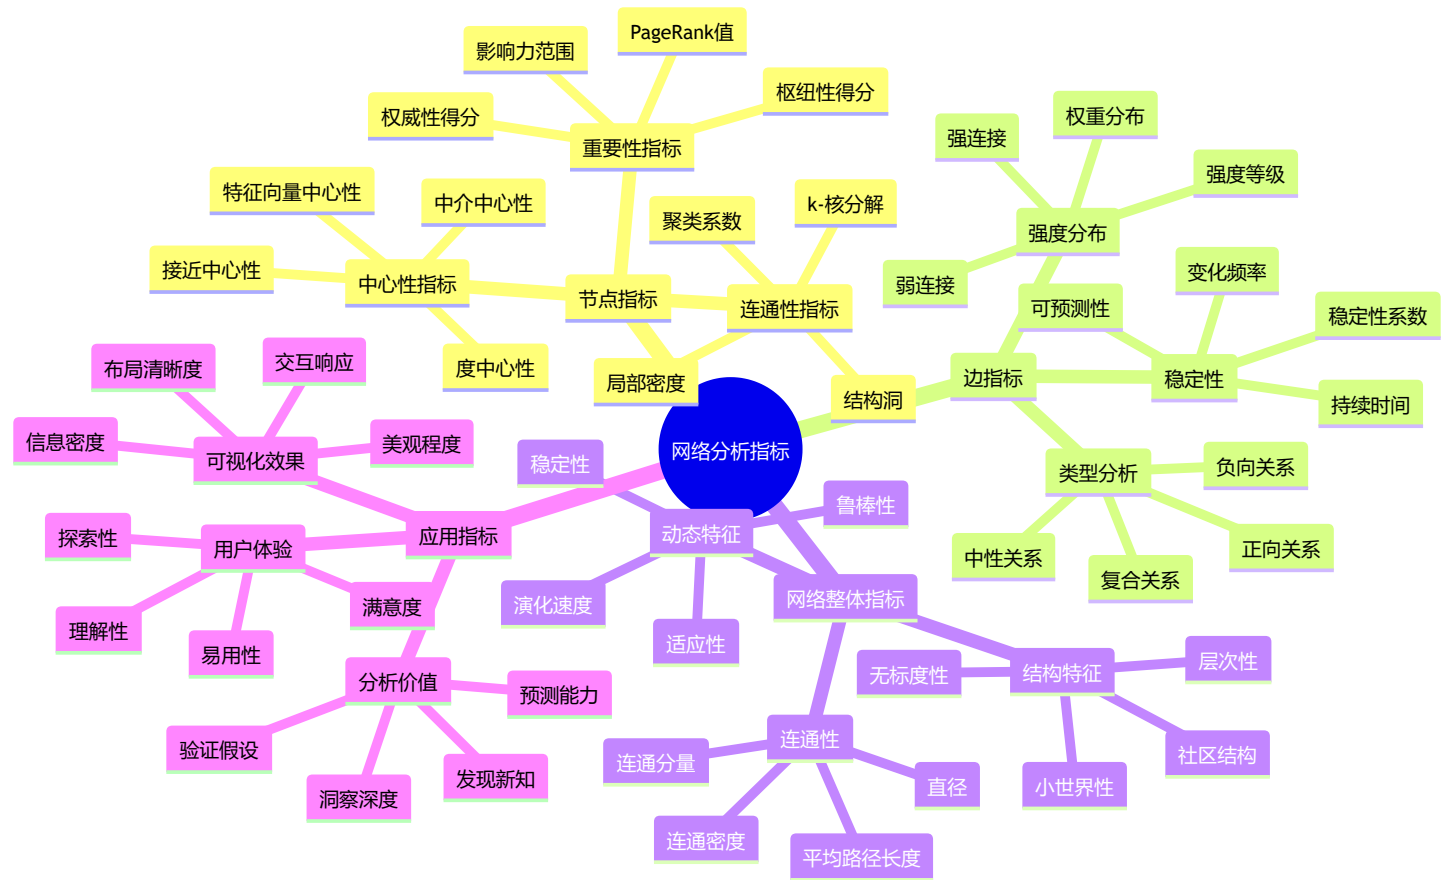 网络分析指标
节点指标
重要性指标
PageRank值
影响力范围
权威性得分
枢纽性得分
中心性指标
特征向量中心性
中介中心性
接近中心性
度中心性
连通性指标
聚类系数
k-核分解
局部密度
结构洞
边指标
强度分布
强连接
权重分布
强度等级
弱连接
稳定性
可预测性
变化频率
稳定性系数
持续时间
类型分析
负向关系
正向关系
中性关系
复合关系
应用指标
可视化效果
布局清晰度
交互响应
信息密度
美观程度
用户体验
探索性
理解性
易用性
满意度
分析价值
预测能力
验证假设
洞察深度
发现新知
网络整体指标
动态特征
稳定性
鲁棒性
演化速度
适应性
结构特征
无标度性
层次性
小世界性
社区结构
连通性
连通分量
直径
连通密度
平均路径长度